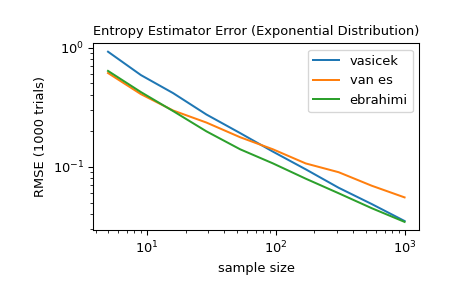 Entropy Estimator Error (Exponential Distribution)
vasicek
van es
ebrahimi
RMSE (1000 trials)
10⁰
10⁻¹
10¹
10²
10³
sample size